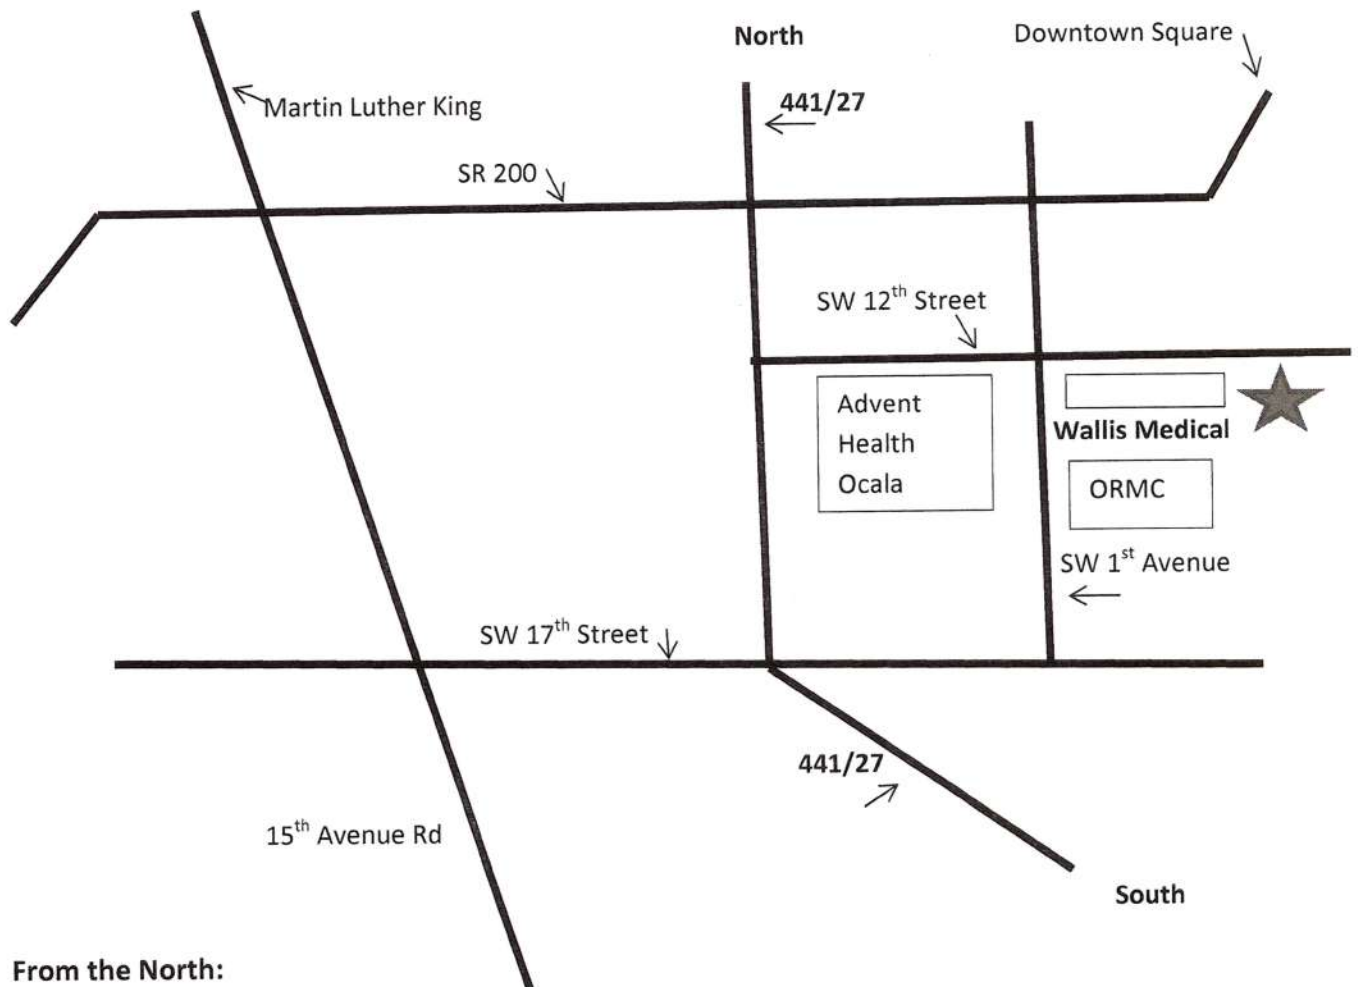 North
Downtown Square
441/27
Martin Luther King
SR 200
SW 12th Street
Advent
Health
Ocala
Wallis Medical
ORMC
SW 1st Avenue
SW 17th Street
441/27
15th Avenue Rd
South
From the North: